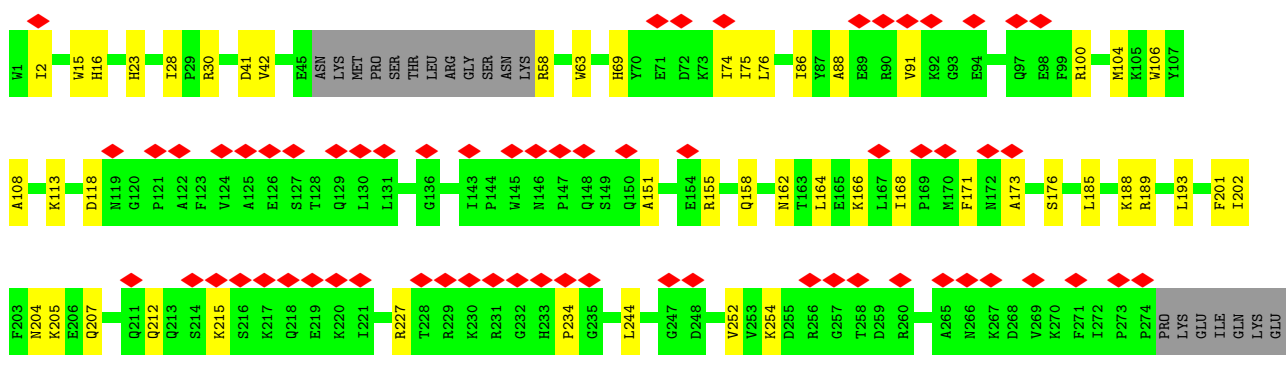 W1 I2 W15 H16 H23 I28 P29 R30 D41 V42 E45 ASN LYS MET PRO SER THR LEU ARG GLY SER ASN LYS R58 W63 H69 Y70 E71 D72 K73 I74 I75 L76 I86 Y87 A88 E89 R90 V91 K92 G93 E94 Q97 E98 F99 R100 M104 K105 W106 Y107
A108 K113 D118 N119 G120 P121 A122 F123 V124 A125 E126 S127 T128 Q129 L130 L131 G136 I143 P144 W145 N146 P147 Q148 S149 Q150 A151 E154 R155 Q158 N162 T163 L164 E165 K166 L167 I168 P169 M170 F171 N172 A173 S176 L185 K188 R189 L193 F201 I202
F203 N204 K205 E206 Q207 Q211 Q212 Q213 S214 K215 S216 K217 Q218 E219 K220 I221 R227 T228 R229 K230 R231 G232 H233 P234 G235 L244 G247 D248 V252 V253 K254 D255 R256 G257 T258 D259 R260 A265 N266 K267 D268 V269 K270 F271 I272 P273 P274 PRO LYS GLU ILE GLN LYS GLU